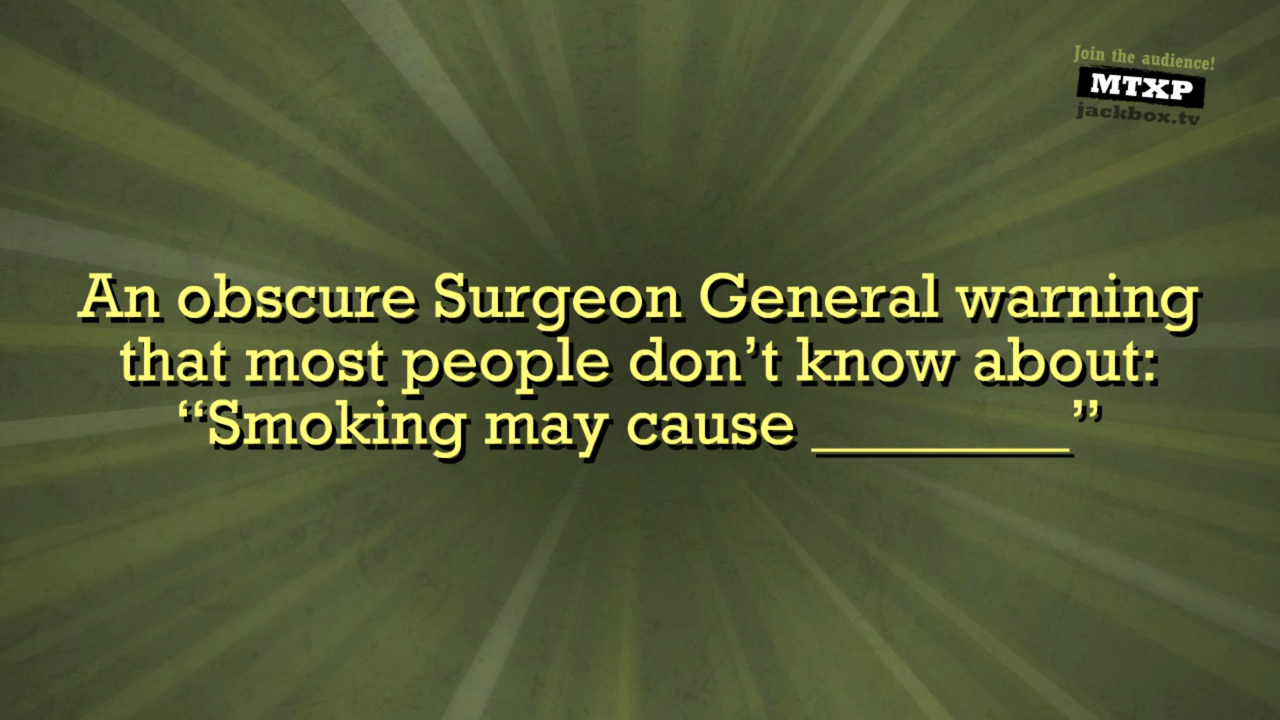 Join the audience!
MTXP
jackbox.tv
An obscure Surgeon General warning
that most people don’t know about:
“Smoking may cause ________”